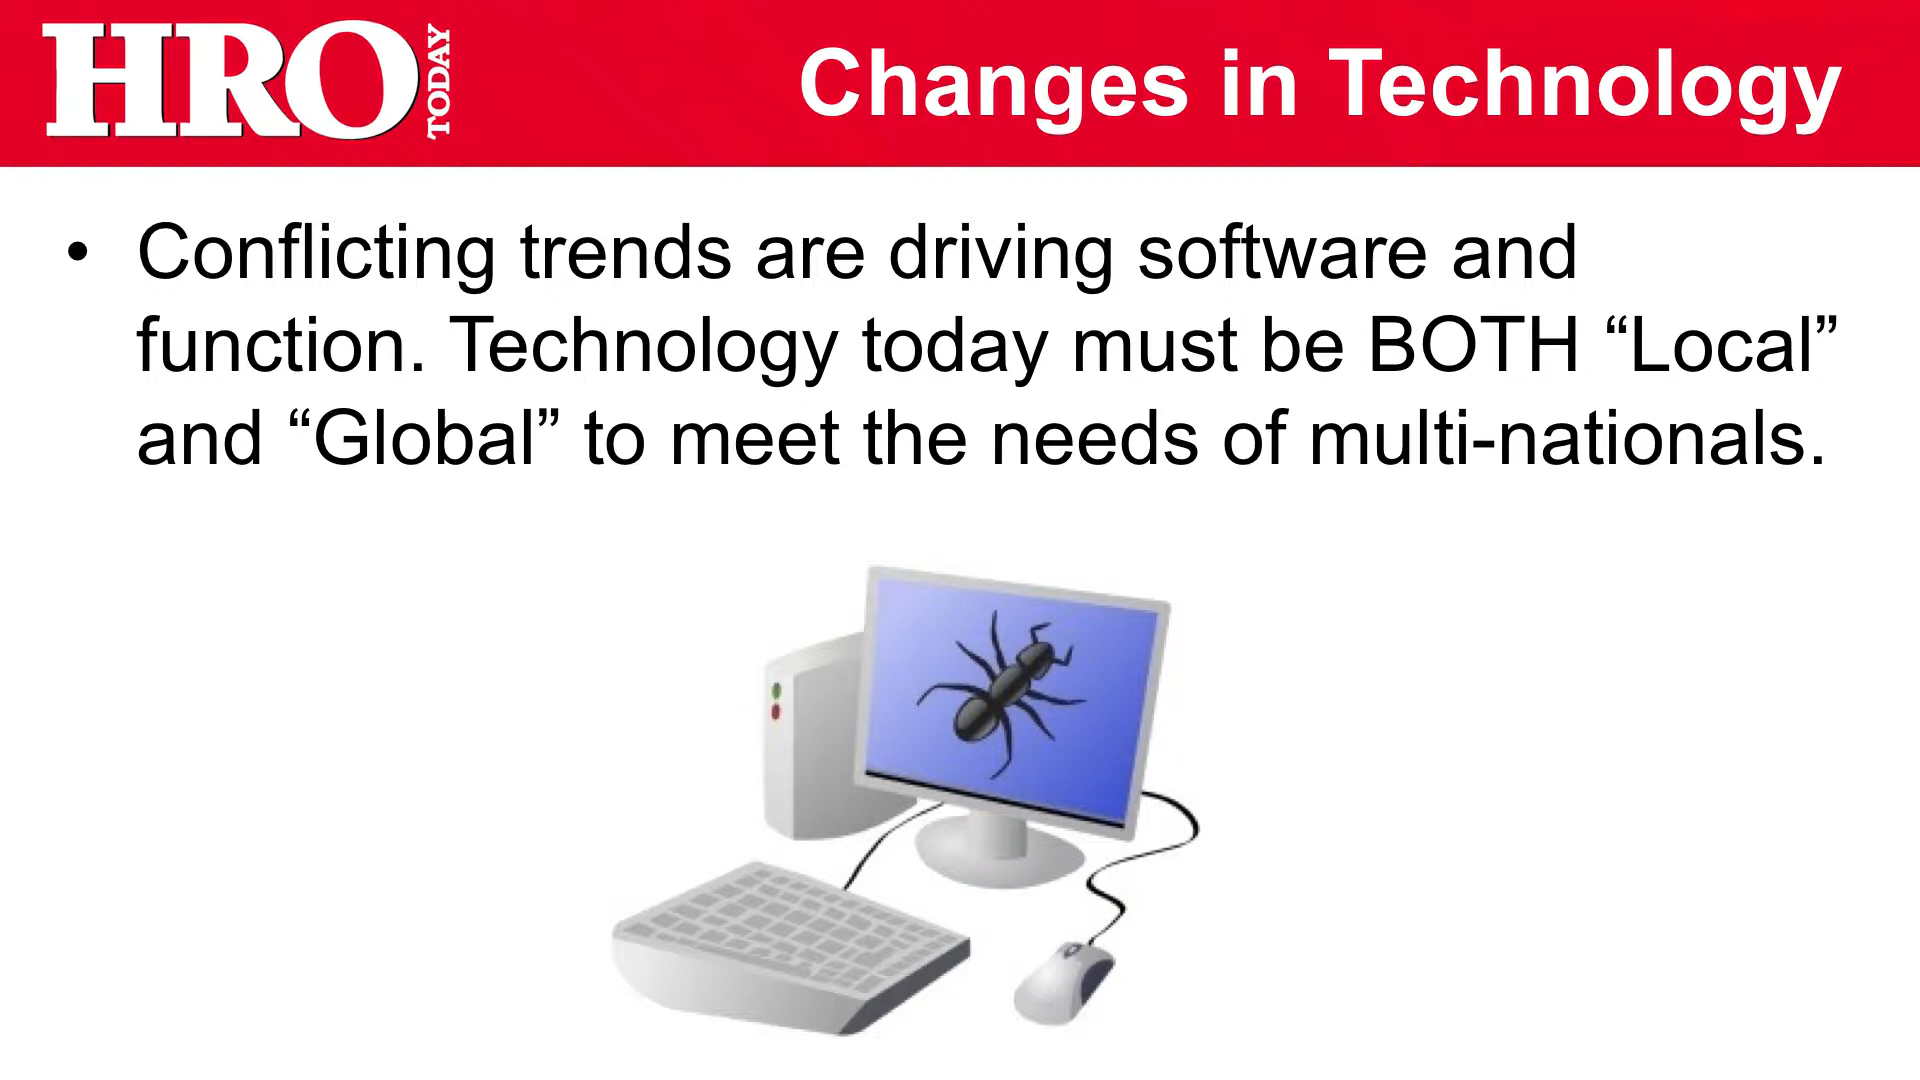 HRO TODAY
Changes in Technology
• Conflicting trends are driving software and
function. Technology today must be BOTH “Local”
and “Global” to meet the needs of multi-nationals.